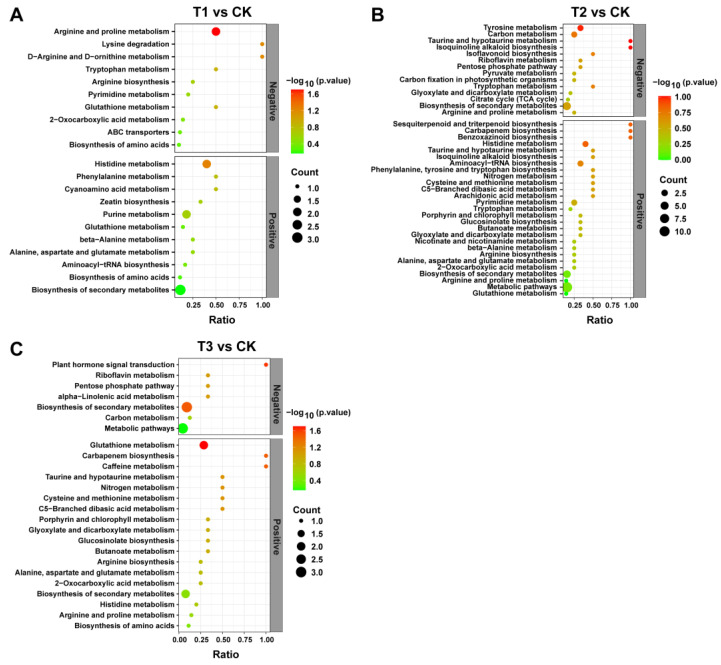 A
T1 vs CK
Arginine and proline metabolism
Lysine degradation
D−Arginine and D−ornithine metabolism
Tryptophan metabolism
Arginine biosynthesis
Pyrimidine metabolism
Glutathione metabolism
2−Oxocarboxylic acid metabolism
ABC transporters
Biosynthesis of amino acids
Negative
Histidine metabolism
Phenylalanine metabolism
Cyanoamino acid metabolism
Zeatin biosynthesis
Purine metabolism
Glutathione metabolism
beta−Alanine metabolism
Alanine, aspartate and glutamate metabolism
Aminoacyl−tRNA biosynthesis
Biosynthesis of amino acids
Biosynthesis of secondary metabolites
Positive
0.00 0.25 0.50 0.75 1.00
Ratio
−log10 (p.value)
1.6
1.2
0.8
0.4
Count
1.0
1.5
2.0
2.5
3.0
B
T2 vs CK
Tyrosine metabolism
Carbon metabolism
Taurine and hypotaurine metabolism
Isoquinoline alkaloid biosynthesis
Isoflavonoid biosynthesis
Riboflavin metabolism
Pentose phosphate pathway
Pyruvate metabolism
Carbon fixation in photosynthetic organisms
Tryptophan metabolism
Glyoxylate and dicarboxylate metabolism
Citrate cycle (TCA cycle)
Biosynthesis of secondary metabolites
Arginine and proline metabolism
Negative
Sesquiterpenoid and triterpenoid biosynthesis
Carbapenem biosynthesis
Benzoxazinoid biosynthesis
Histidine metabolism
Taurine and hypotaurine metabolism
Isoquinoline alkaloid biosynthesis
Aminoacyl−tRNA biosynthesis
Phenylalanine, tyrosine and tryptophan biosynthesis
Nitrogen metabolism
Cysteine and methionine metabolism
C5−Branched dibasic acid metabolism
Arachidonic acid metabolism
Pyrimidine metabolism
Tryptophan metabolism
Porphyrin and chlorophyll metabolism
Glucosinolate biosynthesis
Butanoate metabolism
Glyoxylate and dicarboxylate metabolism
Nicotinate and nicotinamide metabolism
beta−Alanine metabolism
Arginine biosynthesis
Alanine, aspartate and glutamate metabolism
2−Oxocarboxylic acid metabolism
Biosynthesis of secondary metabolites
Arginine and proline metabolism
Metabolic pathways
Glutathione metabolism
Positive
0.00 0.25 0.50 0.75 1.00
Ratio
−log10 (p.value)
1.00
0.75
0.50
0.25
0.00
Count
2.5
5.0
7.5
10.0
C
T3 vs CK
Plant hormone signal transduction
Riboflavin metabolism
Pentose phosphate pathway
alpha−Linolenic acid metabolism
Biosynthesis of secondary metabolites
Carbon metabolism
Metabolic pathways
Negative
Glutathione metabolism
Carbapenem biosynthesis
Caffeine metabolism
Taurine and hypotaurine metabolism
Nitrogen metabolism
Cysteine and methionine metabolism
C5−Branched dibasic acid metabolism
Porphyrin and chlorophyll metabolism
Glyoxylate and dicarboxylate metabolism
Glucosinolate biosynthesis
Butanoate metabolism
Arginine biosynthesis
Alanine, aspartate and glutamate metabolism
2−Oxocarboxylic acid metabolism
Biosynthesis of secondary metabolites
Histidine metabolism
Arginine and proline metabolism
Biosynthesis of amino acids
Positive
0.00 0.25 0.50 0.75 1.00
Ratio
−log10 (p.value)
1.6
1.2
0.8
0.4
Count
1.0
1.5
2.0
2.5
3.0